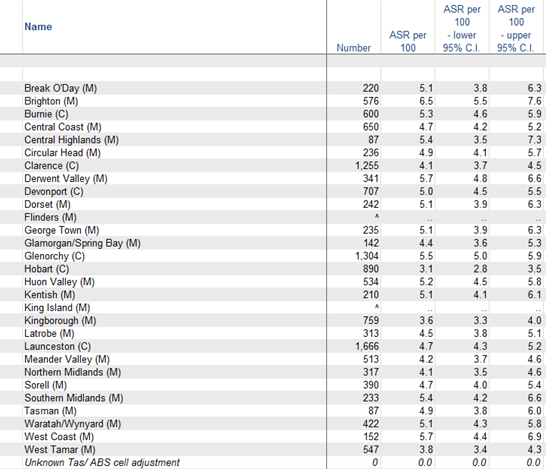 Name Number ASR per 100 ASR per 100 - lower 95% C.I. ASR per 100 - upper 95% C.I.
Break O'Day (M) 220 5.1 3.8 6.3
Brighton (M) 576 6.5 5.5 7.6
Burnie (C) 600 5.3 4.6 5.9
Central Coast (M) 650 4.7 4.2 5.2
Central Highlands (M) 87 5.4 3.5 7.3
Circular Head (M) 236 4.9 4.1 5.7
Clarence (C) 1,255 4.1 3.7 4.5
Derwent Valley (M) 341 5.7 4.8 6.6
Devonport (C) 707 5.0 4.5 5.5
Dorset (M) 242 5.1 3.9 6.3
Flinders (M) ^ .. .. ..
George Town (M) 235 5.1 3.9 6.3
Glamorgan/Spring Bay (M) 142 4.4 3.6 5.3
Glenorchy (C) 1,304 5.5 5.0 5.9
Hobart (C) 890 3.1 2.8 3.5
Huon Valley (M) 534 5.2 4.5 5.8
Kentish (M) 210 5.1 4.1 6.1
King Island (M) ^ .. .. ..
Kingborough (M) 759 3.6 3.3 4.0
Latrobe (M) 313 4.5 3.8 5.1
Launceston (C) 1,666 4.7 4.3 5.2
Meander Valley (M) 513 4.2 3.7 4.6
Northern Midlands (M) 317 4.1 3.5 4.6
Sorell (M) 390 4.7 4.0 5.4
Southern Midlands (M) 233 5.4 4.2 6.6
Tasman (M) 87 4.9 3.8 6.0
Waratah/Wynyard (M) 422 5.1 4.3 5.8
West Coast (M) 152 5.7 4.4 6.9
West Tamar (M) 547 3.8 3.4 4.3
Unknown Tas/ ABS cell adjustment 0 0.0 0.0 0.0